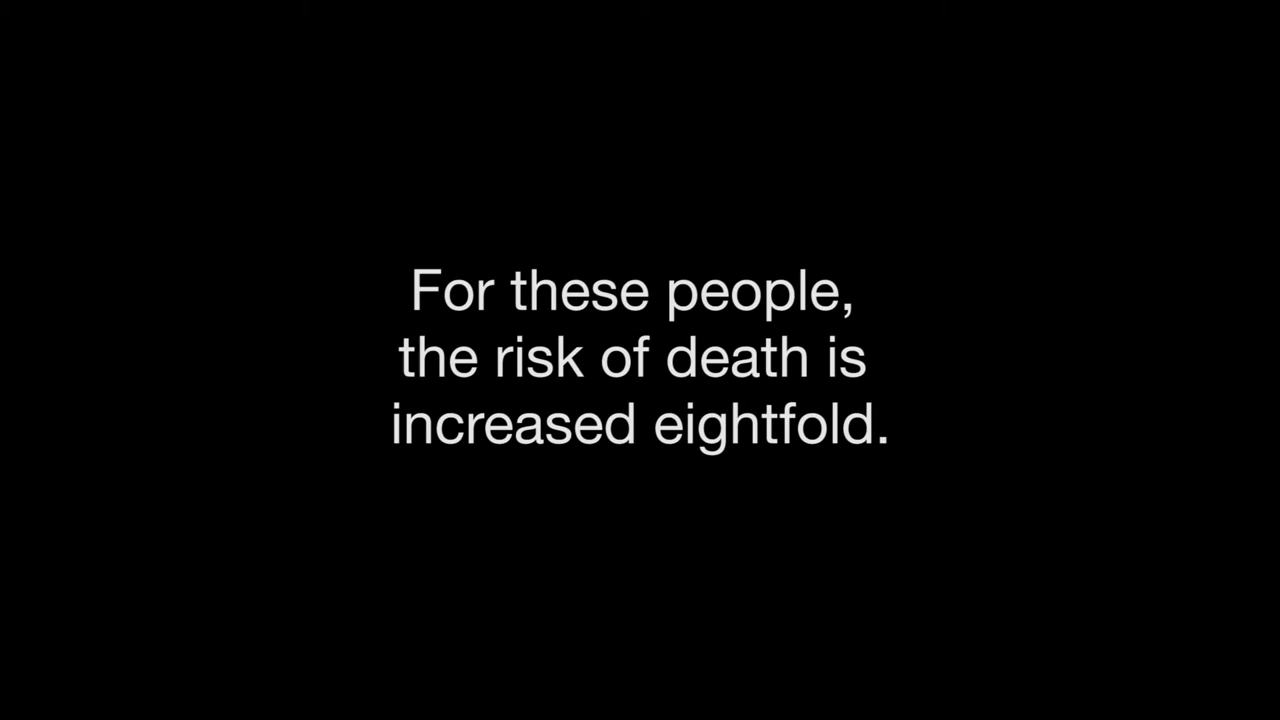 For these people,
the risk of death is
increased eightfold.